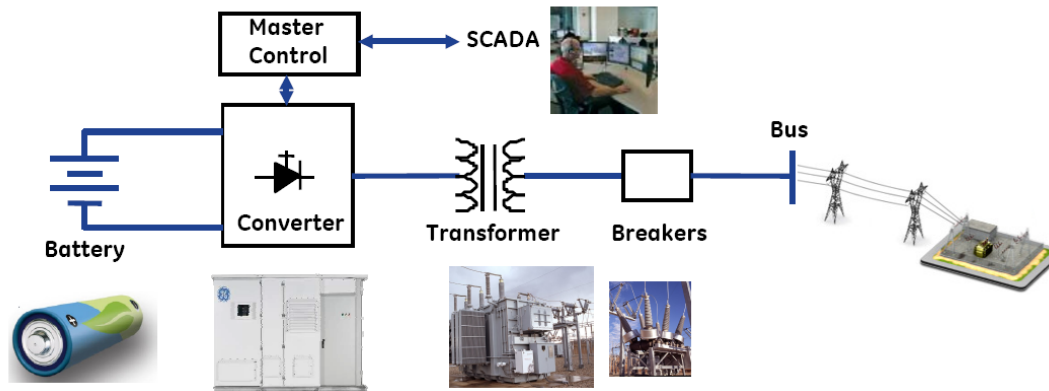 Master
Control
SCADA
Converter
Battery
Transformer
Breakers
Bus